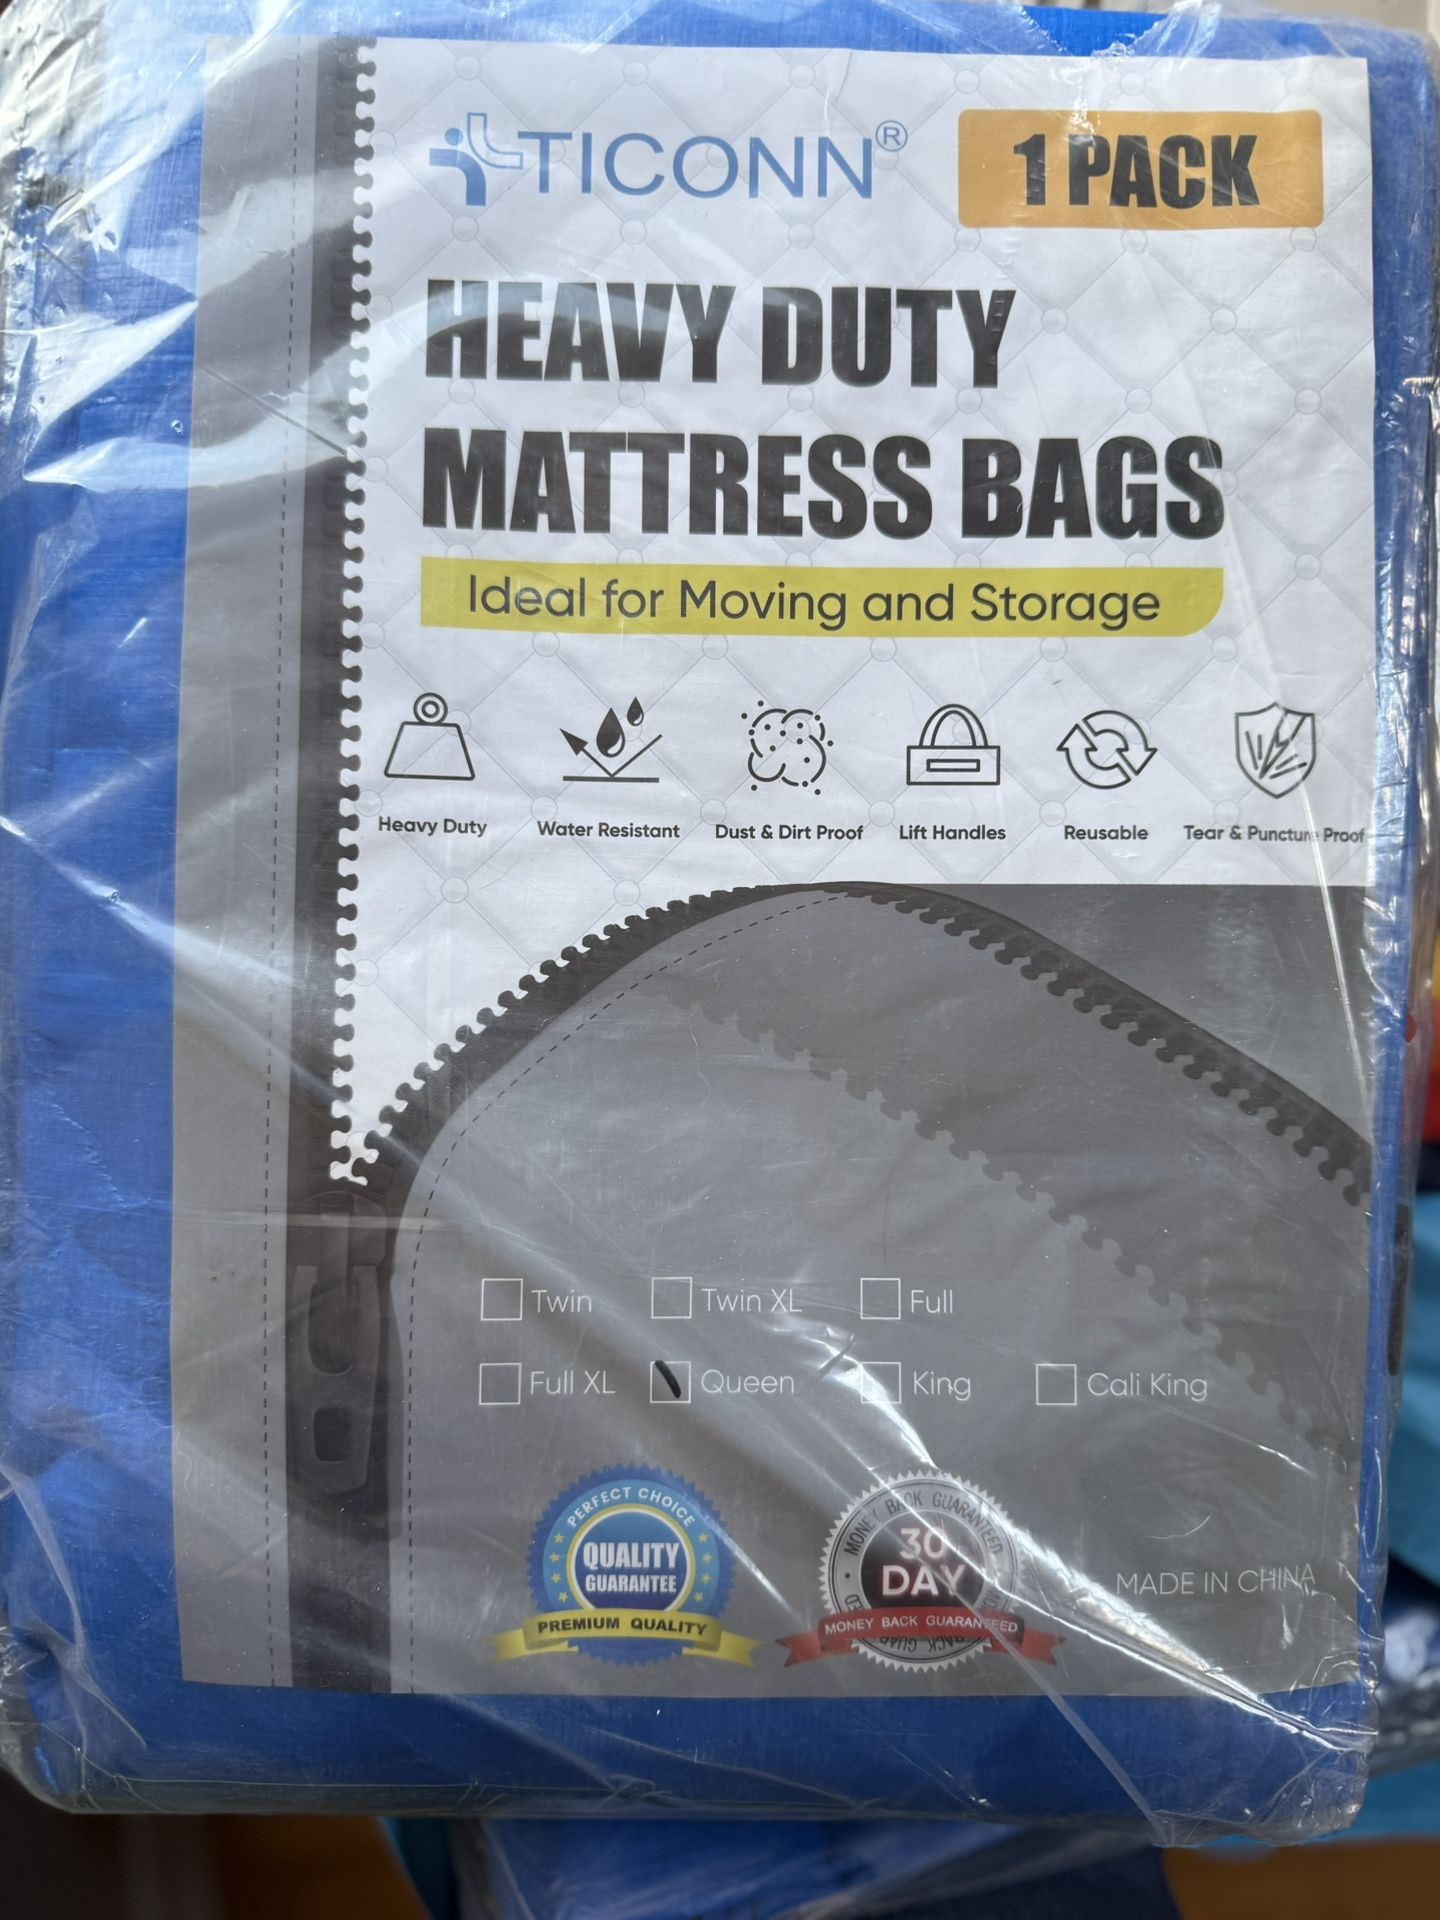 TICONN®
1 PACK
HEAVY DUTY
MATTRESS BAGS
Ideal for Moving and Storage
Heavy Duty
Water Resistant
Dust & Dirt Proof
Lift Handles
Reusable
Tear & Puncture Proof
Twin
Twin XL
Full
Full XL
Queen
King
Cali King
PERFECT CHOICE
QUALITY
GUARANTEE
PREMIUM QUALITY
MONEY BACK GUARANTEED
30
DAY
MONEY BACK GUARANTEED
MADE IN CHINA